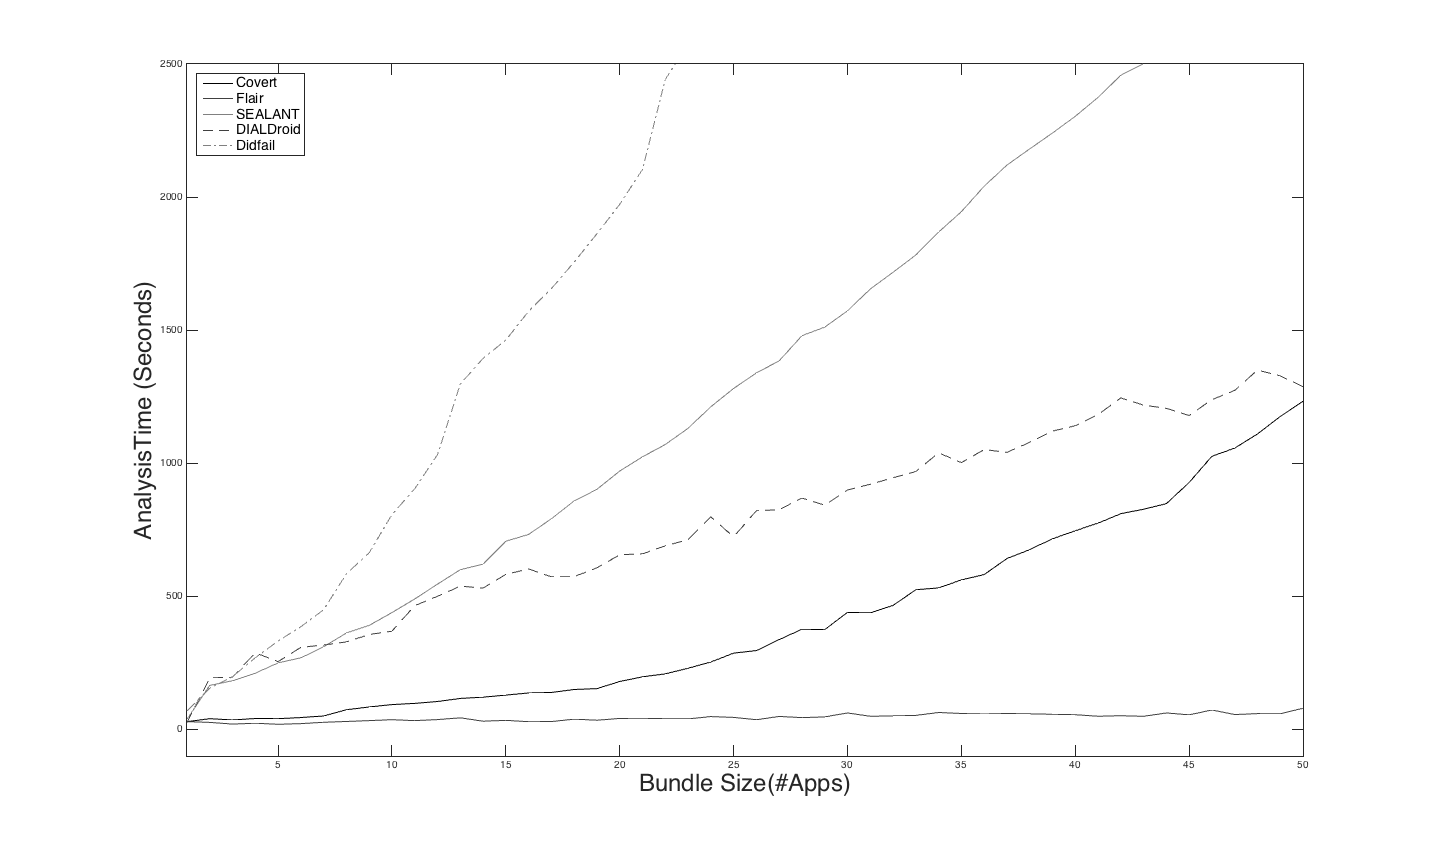 2500
2000
1500
1000
500
0
Covert
Flair
SEALANT
DIALDroid
Didfail
AnalysisTime (Seconds)
5 10 15 20 25 30 35 40 45 50
Bundle Size(#Apps)